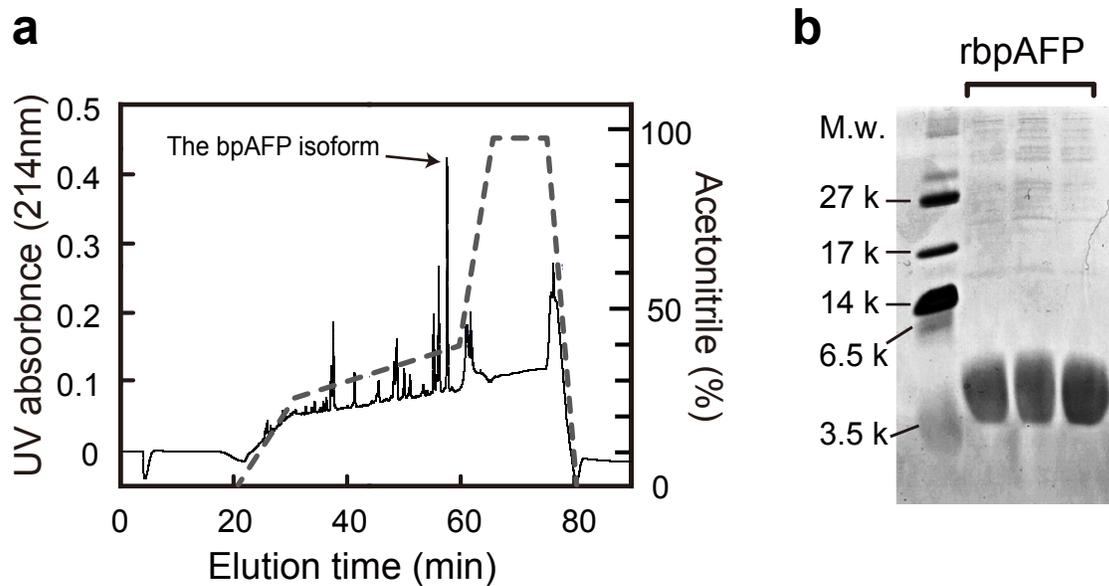 a
UV absorbnce (214nm)
0.5
0.4
0.3
0.2
0.1
0
The bpAFP isoform
100
50
0
Acetonitrile (%)
0 20 40 60 80
Elution time (min)
b
rbpAFP
M.w.
27 k
17 k
14 k
6.5 k
3.5 k